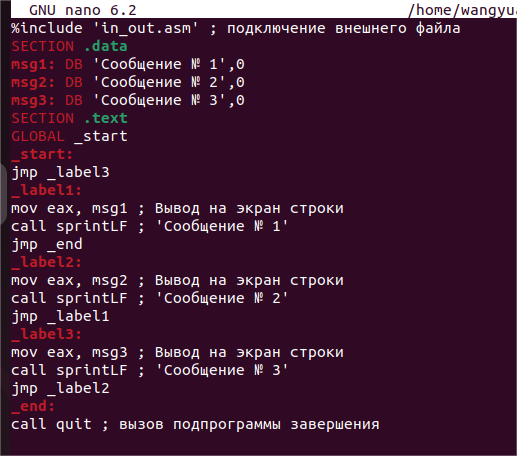 GNU nano 6.2 /home/wangyua
%include 'in_out.asm' ; подключение внешнего файла
SECTION .data
msg1: DB 'Сообщение № 1',0
msg2: DB 'Сообщение № 2',0
msg3: DB 'Сообщение № 3',0
SECTION .text
GLOBAL _start
_start:
jmp _label3
_label1:
mov eax, msg1 ; Вывод на экран строки
call sprintLF ; 'Сообщение № 1'
jmp _end
_label2:
mov eax, msg2 ; Вывод на экран строки
call sprintLF ; 'Сообщение № 2'
jmp _label1
_label3:
mov eax, msg3 ; Вывод на экран строки
call sprintLF ; 'Сообщение № 3'
jmp _label2
_end:
call quit ; вызов подпрограммы завершения